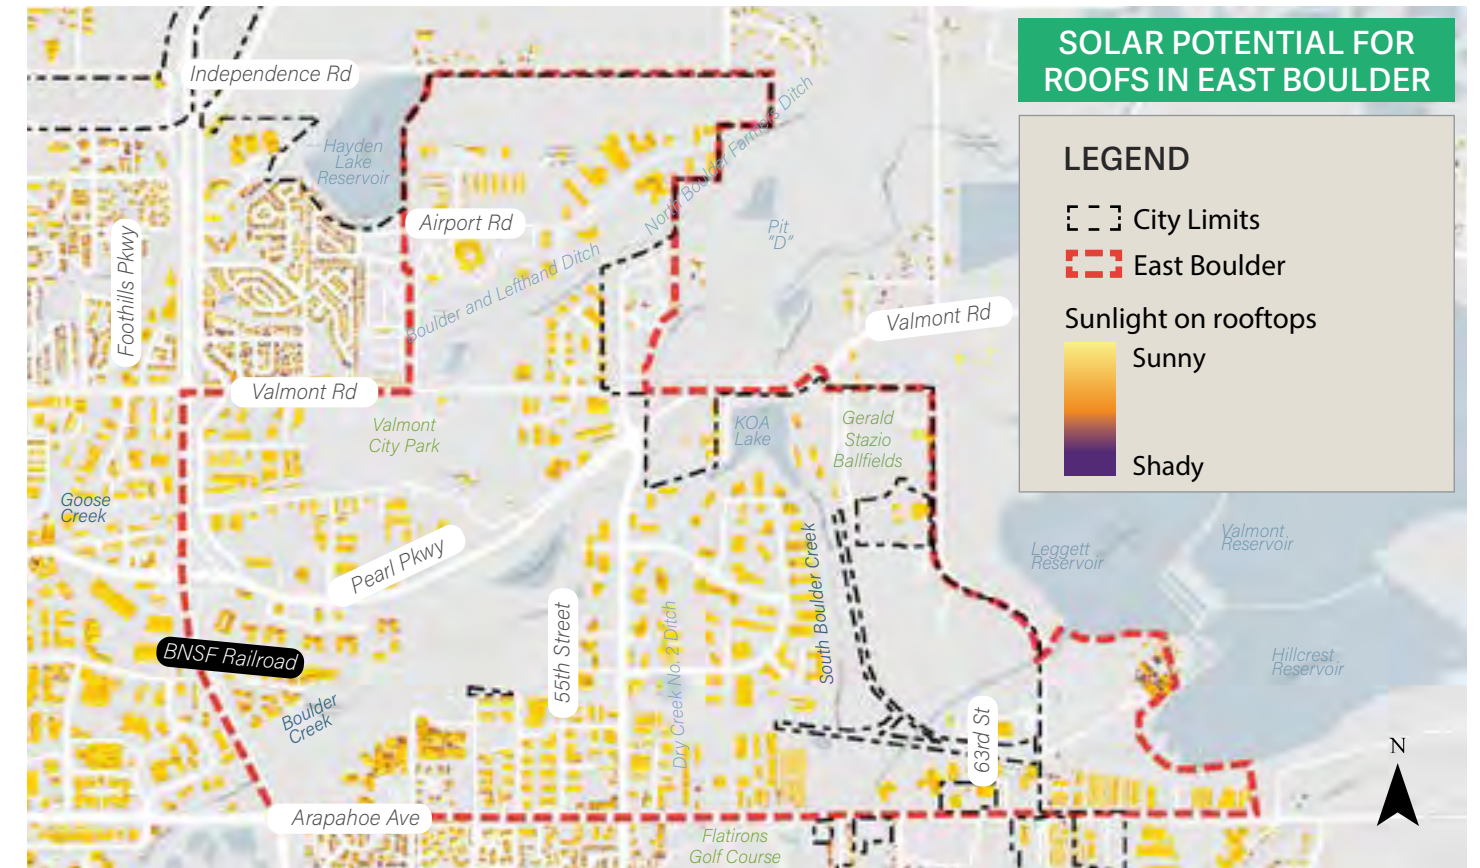 SOLAR POTENTIAL FOR
ROOFS IN EAST BOULDER
LEGEND
City Limits
East Boulder
Sunlight on rooftops
Sunny
Shady
Independence Rd
Hayden
Lake
Reservoir
North Boulder Farmers Ditch
Airport Rd
Foothills Pkwy
Boulder and Lefthand Ditch
Pit
"D"
Valmont Rd
Valmont Rd
Valmont
City Park
KOA
Lake
Gerald
Stazio
Ballfields
Goose
Creek
Pearl Pkwy
South Boulder Creek
Leggett
Reservoir
Valmont
Reservoir
55th Street
Dry Creek No. 2 Ditch
BNSF Railroad
Boulder
Creek
Hillcrest
Reservoir
63rd St
N
Arapahoe Ave
Flatirons
Golf Course